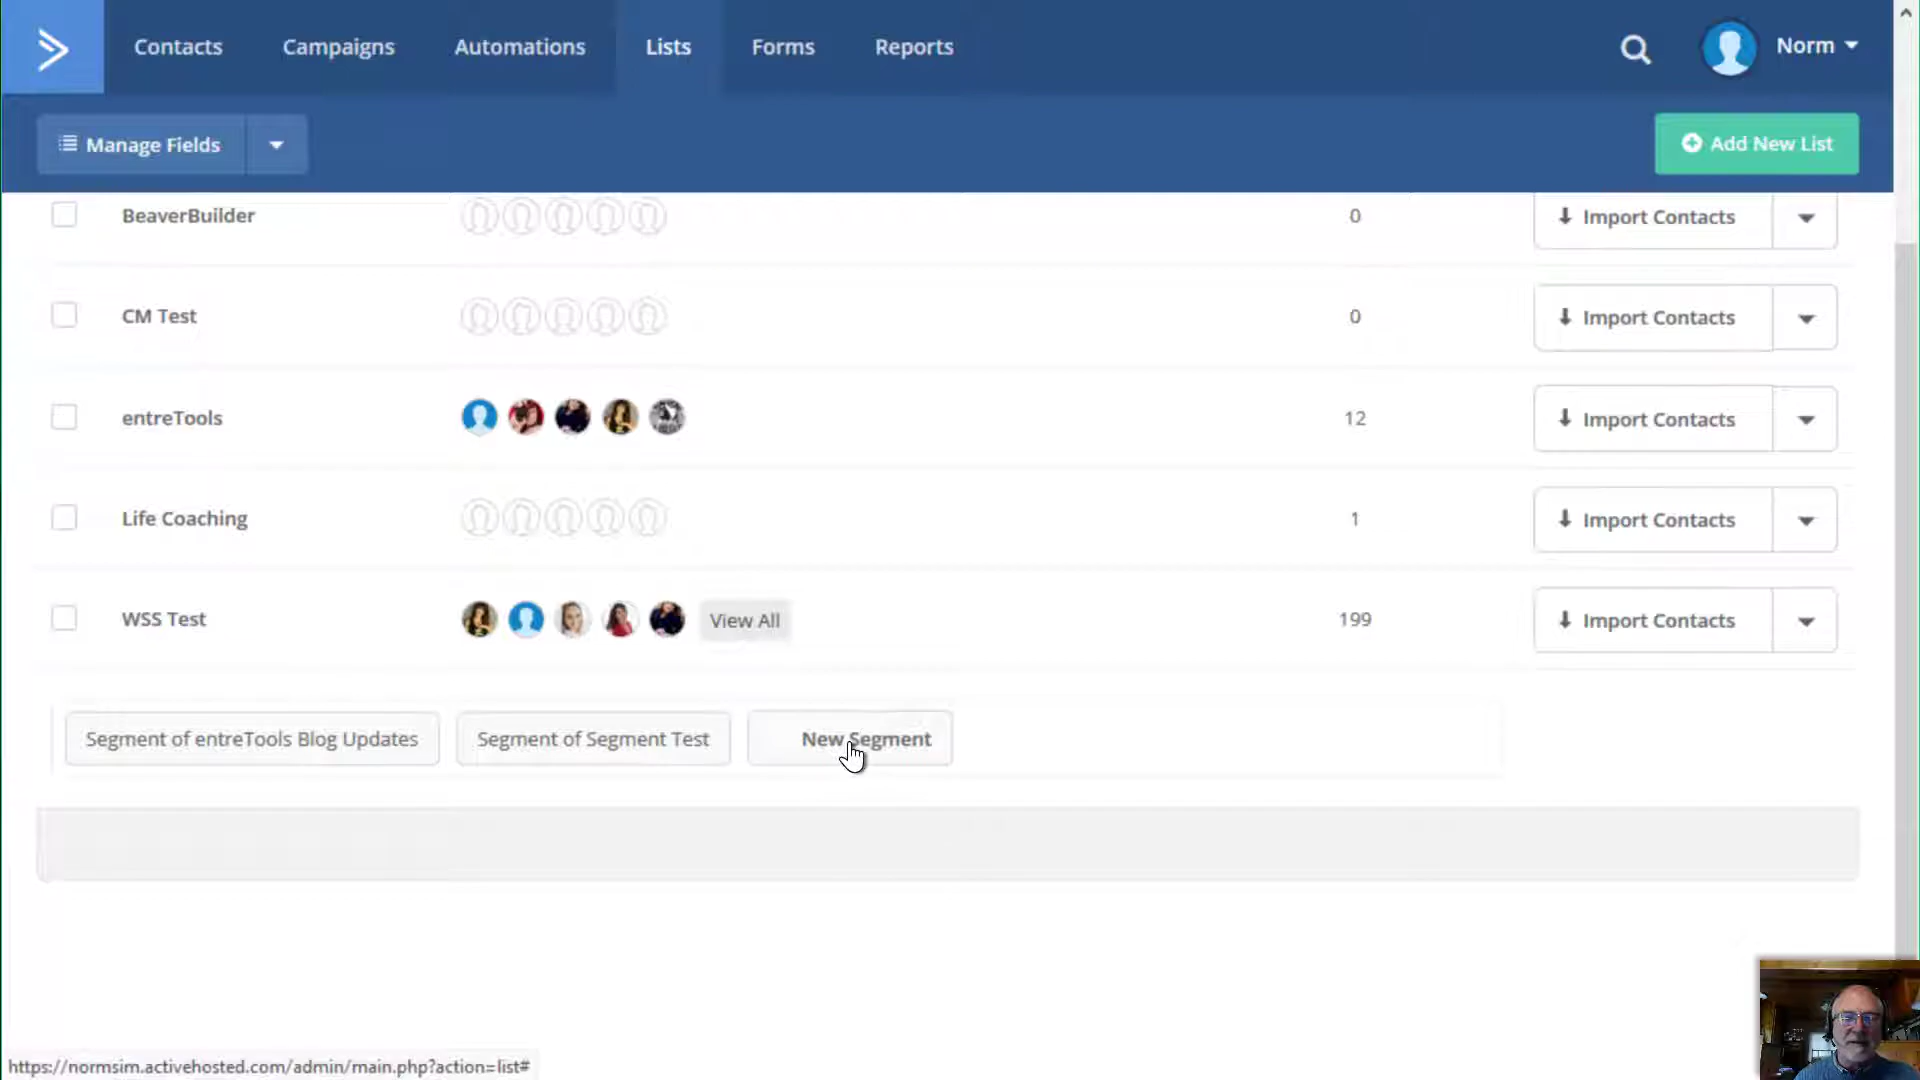 Contacts Campaigns Automations Lists Forms Reports Norm
Manage Fields Add New List
BeaverBuilder 0 Import Contacts
CM Test 0 Import Contacts
entreTools 12 Import Contacts
Life Coaching 1 Import Contacts
WSS Test View All 199 Import Contacts
Segment of entreTools Blog Updates Segment of Segment Test New Segment
https://normsim.activehosted.com/admin/main.php?action=list#